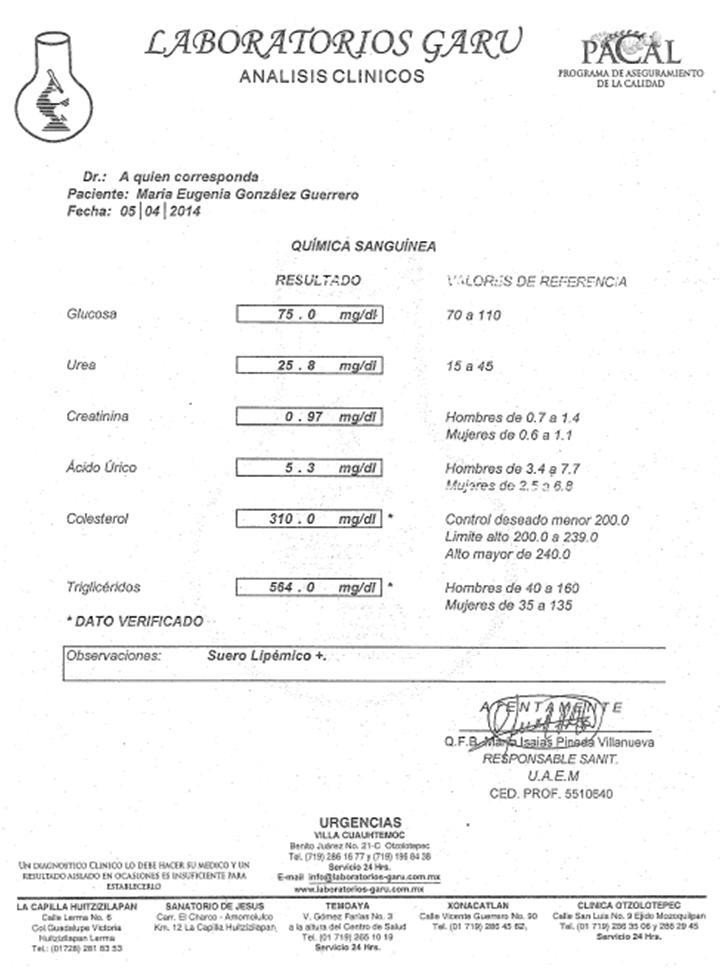 LABORATORIOS GARU
ANALISIS CLINICOS
PACAL
PROGRAMA DE ASEGURAMIENTO
DE LA CALIDAD
Dr.: A quien corresponda
Paciente: María Eugenia González Guerrero
Fecha: 05|04|2014
QUÍMICA SANGUÍNEA
RESULTADO VALORES DE REFERENCIA
Glucosa 75.0 mg/dl 70 a 110
Urea 25.8 mg/dl 15 a 45
Creatinina 0.97 mg/dl Hombres de 0.7 a 1.4
Mujeres de 0.6 a 1.1
Ácido Úrico 5.3 mg/dl Hombres de 3.4 a 7.7
Mujeres de 2.5 a 6.8
Colesterol 310.0 mg/dl * Control deseado menor 200.0
Limite alto 200.0 a 239.0
Alto mayor de 240.0
Triglicéridos 564.0 mg/dl * Hombres de 40 a 160
Mujeres de 35 a 135
* DATO VERIFICADO
Observaciones: Suero Lipémico +.
ATENTAMENTE
Q.F.B. María Isaias Pineda Villanueva
RESPONSABLE SANIT.
U.A.E.M
CED. PROF. 5510640
URGENCIAS
VILLA CUAUHTEMOC
Benito Juárez No. 21-C Otzolotepec
Tel. (719) 286 16 77 y (719) 196 84 38
Servicio 24 Hrs.
E-mail info@laboratorios-garu.com.mx
www.laboratorios-garu.com.mx
UN DIAGNOSTICO CLINICO LO DEBE HACER SU MEDICO Y UN
RESULTADO AISLADO EN OCASIONES ES INSUFICIENTE PARA
ESTABLECERLO
LA CAPILLA HUITZIZILAPAN
Calle Lerma No. 6
Col.Guadalupe Victoria
Huitzizilapan Lerma
Tel.: (01728) 281 83 53
SANATORIO DE JESUS
Carr. El Charco - Amomolulco
Km. 12 La Capilla Huitzizilapan
TEMOAYA
V. Gómez Farías No. 3
a la altura del Centro de Salud
Tel. (01 719) 265 10 19
Servicio 24 Hrs.
XONACATLAN
Calle Vicente Guerrero No. 90
Tel. (01 719) 286 45 62,
CLINICA OTZOLOTEPEC
Calle San Luis No. 9 Ejido Mozoquilpan
Tel. (01 719) 286 35 06 y 286 29 45
Servicio 24 Hrs.